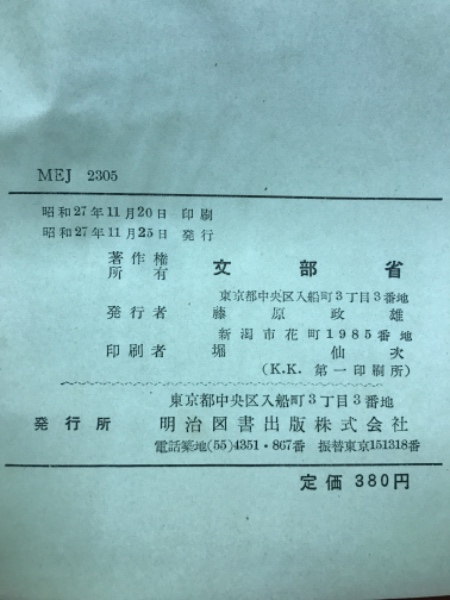 MEJ 2305
昭和27年11月20日 印刷
昭和27年11月25日 発行
著作権所有 文部省
東京都中央区入船町3丁目3番地
発行者 藤原政雄
新潟市花町1985番地
印刷者 堀仙次
(K.K. 第一印刷所)
東京都中央区入船町3丁目3番地
発行所 明治図書出版株式会社
電話築地(55)4351・867番 振替東京151318番
定価 380円